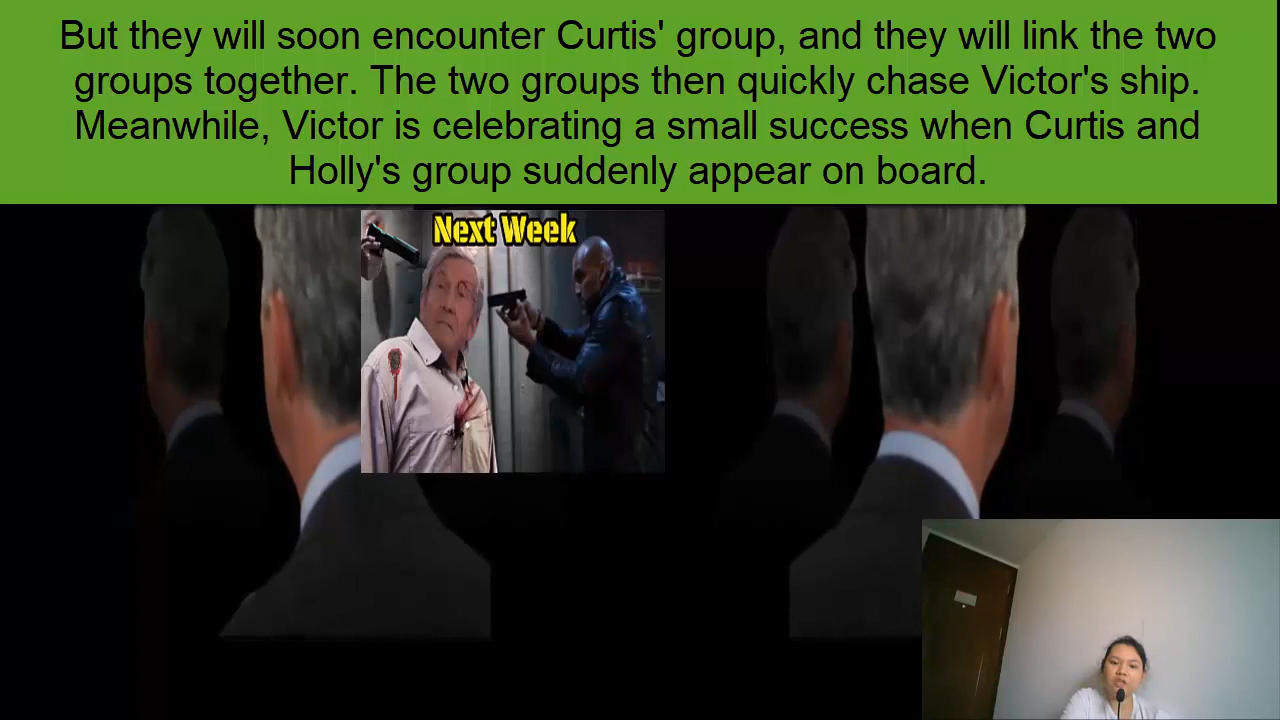 But they will soon encounter Curtis' group, and they will link the two
groups together. The two groups then quickly chase Victor's ship.
Meanwhile, Victor is celebrating a small success when Curtis and
Holly's group suddenly appear on board.
Next Week